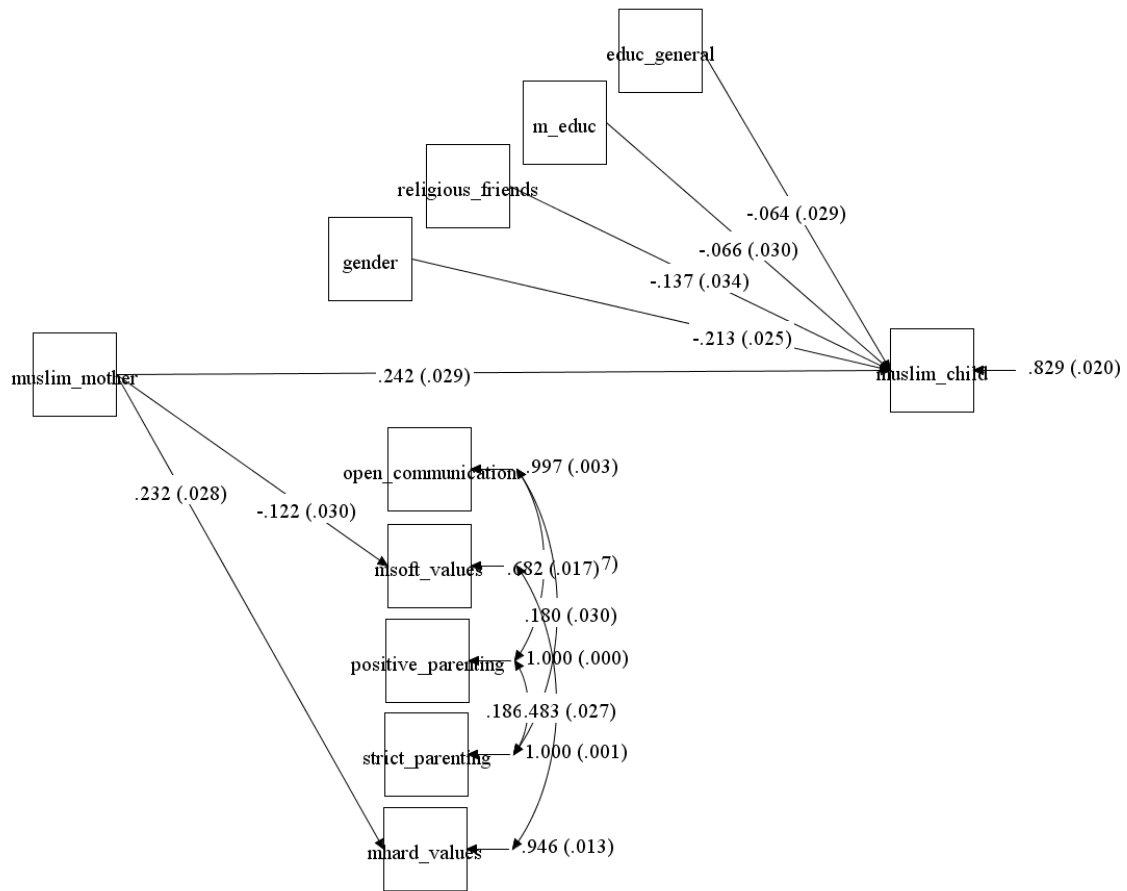 educ_general
m_educ
religious_friends
-.064 (.029)
-.066 (.030)
gender
-.137 (.034)
-.213 (.025)
muslim_mother
.242 (.029)
muslim_child
.829 (.020)
open_communication
.997 (.003)
.232 (.028)
-.122 (.030)
msoft_values
.682 (.017)
7)
.180 (.030)
positive_parenting
1.000 (.000)
.186
.483 (.027)
strict_parenting
1.000 (.001)
mhard_values
.946 (.013)